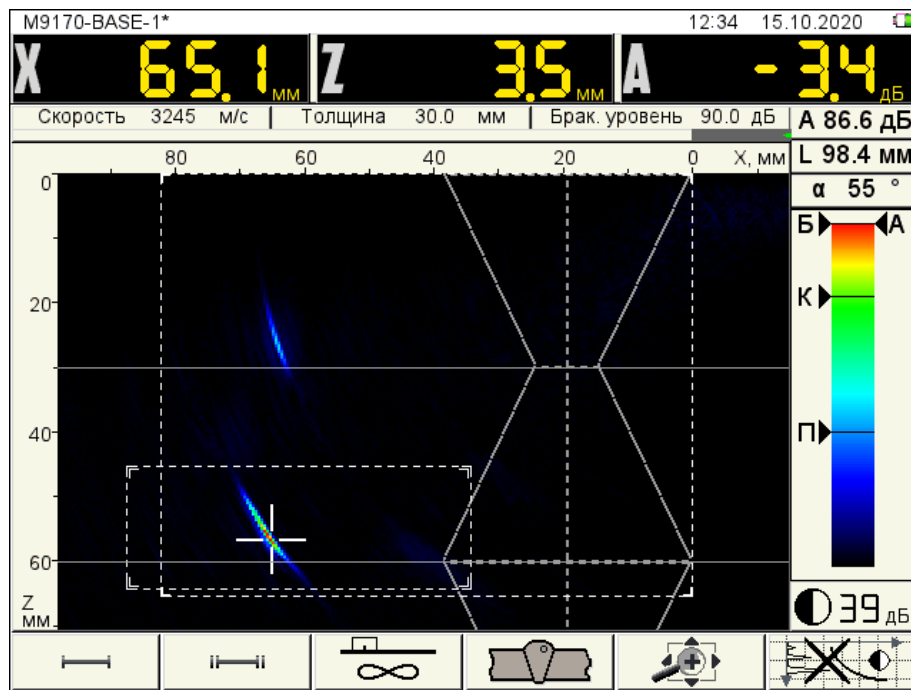 M9170-BASE-1* 12:34 15.10.2020
X 65.1 мм Z 3.5 мм A -3.4 дБ
Скорость 3245 м/с Толщина 30.0 мм Брак. уровень 90.0 дБ
A 86.6 дБ
L 98.4 мм
α 55 °
80 60 40 20 0 X, мм
0
20
40
60
Z
мм
Б А
К
П
39 дБ